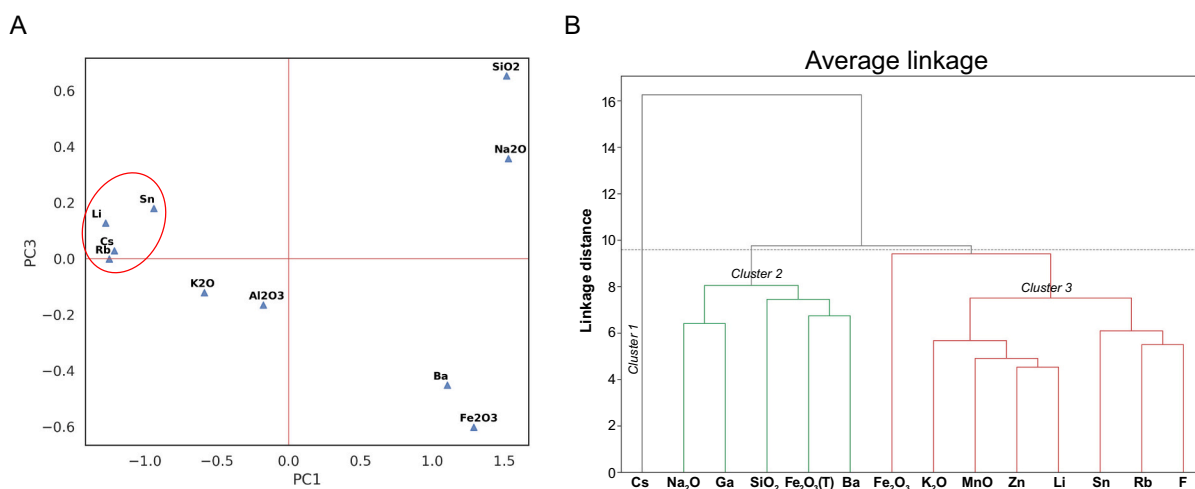 A
SiO2
0.6
0.4
Na2O
0.2
Sn
Li
Cs
Rb
0.0
K2O
Al2O3
−0.2
Ba
−0.4
Fe2O3
−0.6
PC3
−1.0 −0.5 0.0 0.5 1.0 1.5
PC1
B
Average linkage
16
14
12
10
8
6
4
2
0
Linkage distance
Cluster 1
Cluster 2
Cluster 3
Cs Na₂O Ga SiO₂ Fe₂O₃(T) Ba Fe₂O₃ K₂O MnO Zn Li Sn Rb F